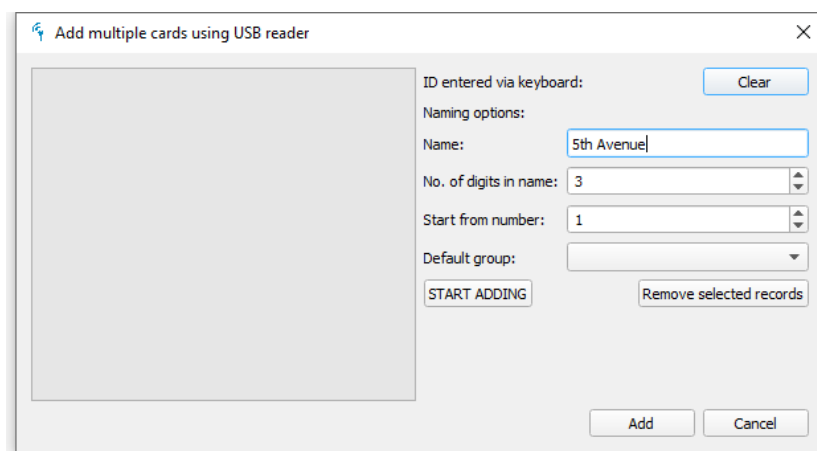 Add multiple cards using USB reader
ID entered via keyboard:
Clear
Naming options:
Name:
5th Avenue
No. of digits in name:
3
Start from number:
1
Default group:
START ADDING
Remove selected records
Add
Cancel